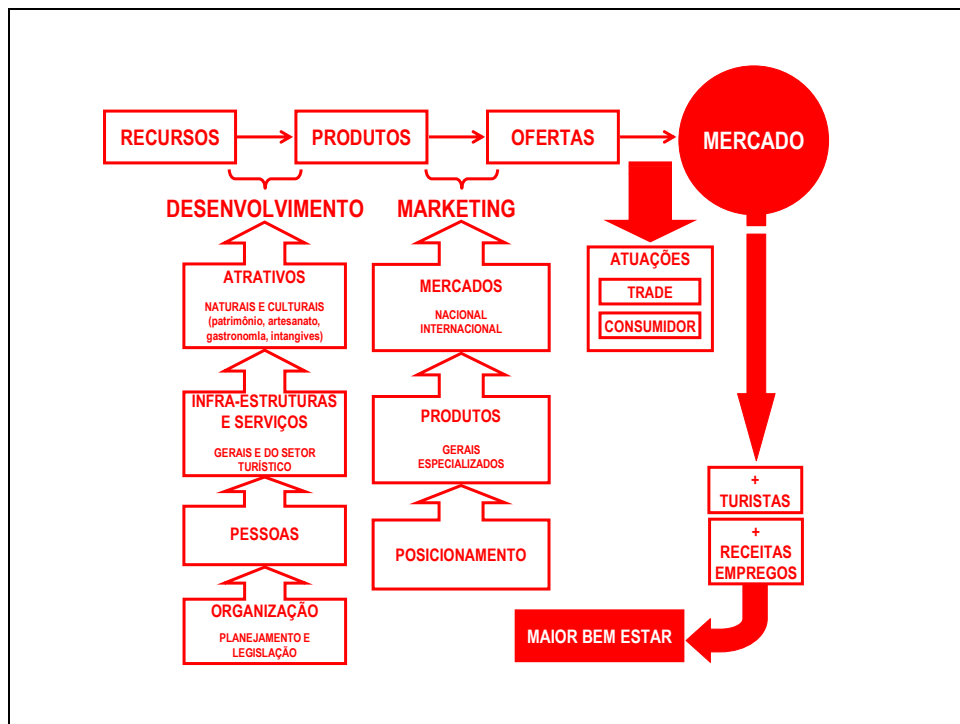 RECURSOS
PRODUTOS
OFERTAS
MERCADO
DESENVOLVIMENTO
ATRATIVOS
NATURAIS E CULTURAIS
(patrimônio, artesanato,
gastronomIa, intangives)
INFRA-ESTRUTURAS
E SERVIÇOS
GERAIS E DO SETOR
TURÍSTICO
PESSOAS
ORGANIZAÇÃO
PLANEJAMENTO E
LEGISLAÇÃO
MARKETING
MERCADOS
NACIONAL
INTERNACIONAL
PRODUTOS
GERAIS
ESPECIALIZADOS
POSICIONAMENTO
ATUAÇÕES
TRADE
CONSUMIDOR
+
TURISTAS
+
RECEITAS
EMPREGOS
MAIOR BEM ESTAR